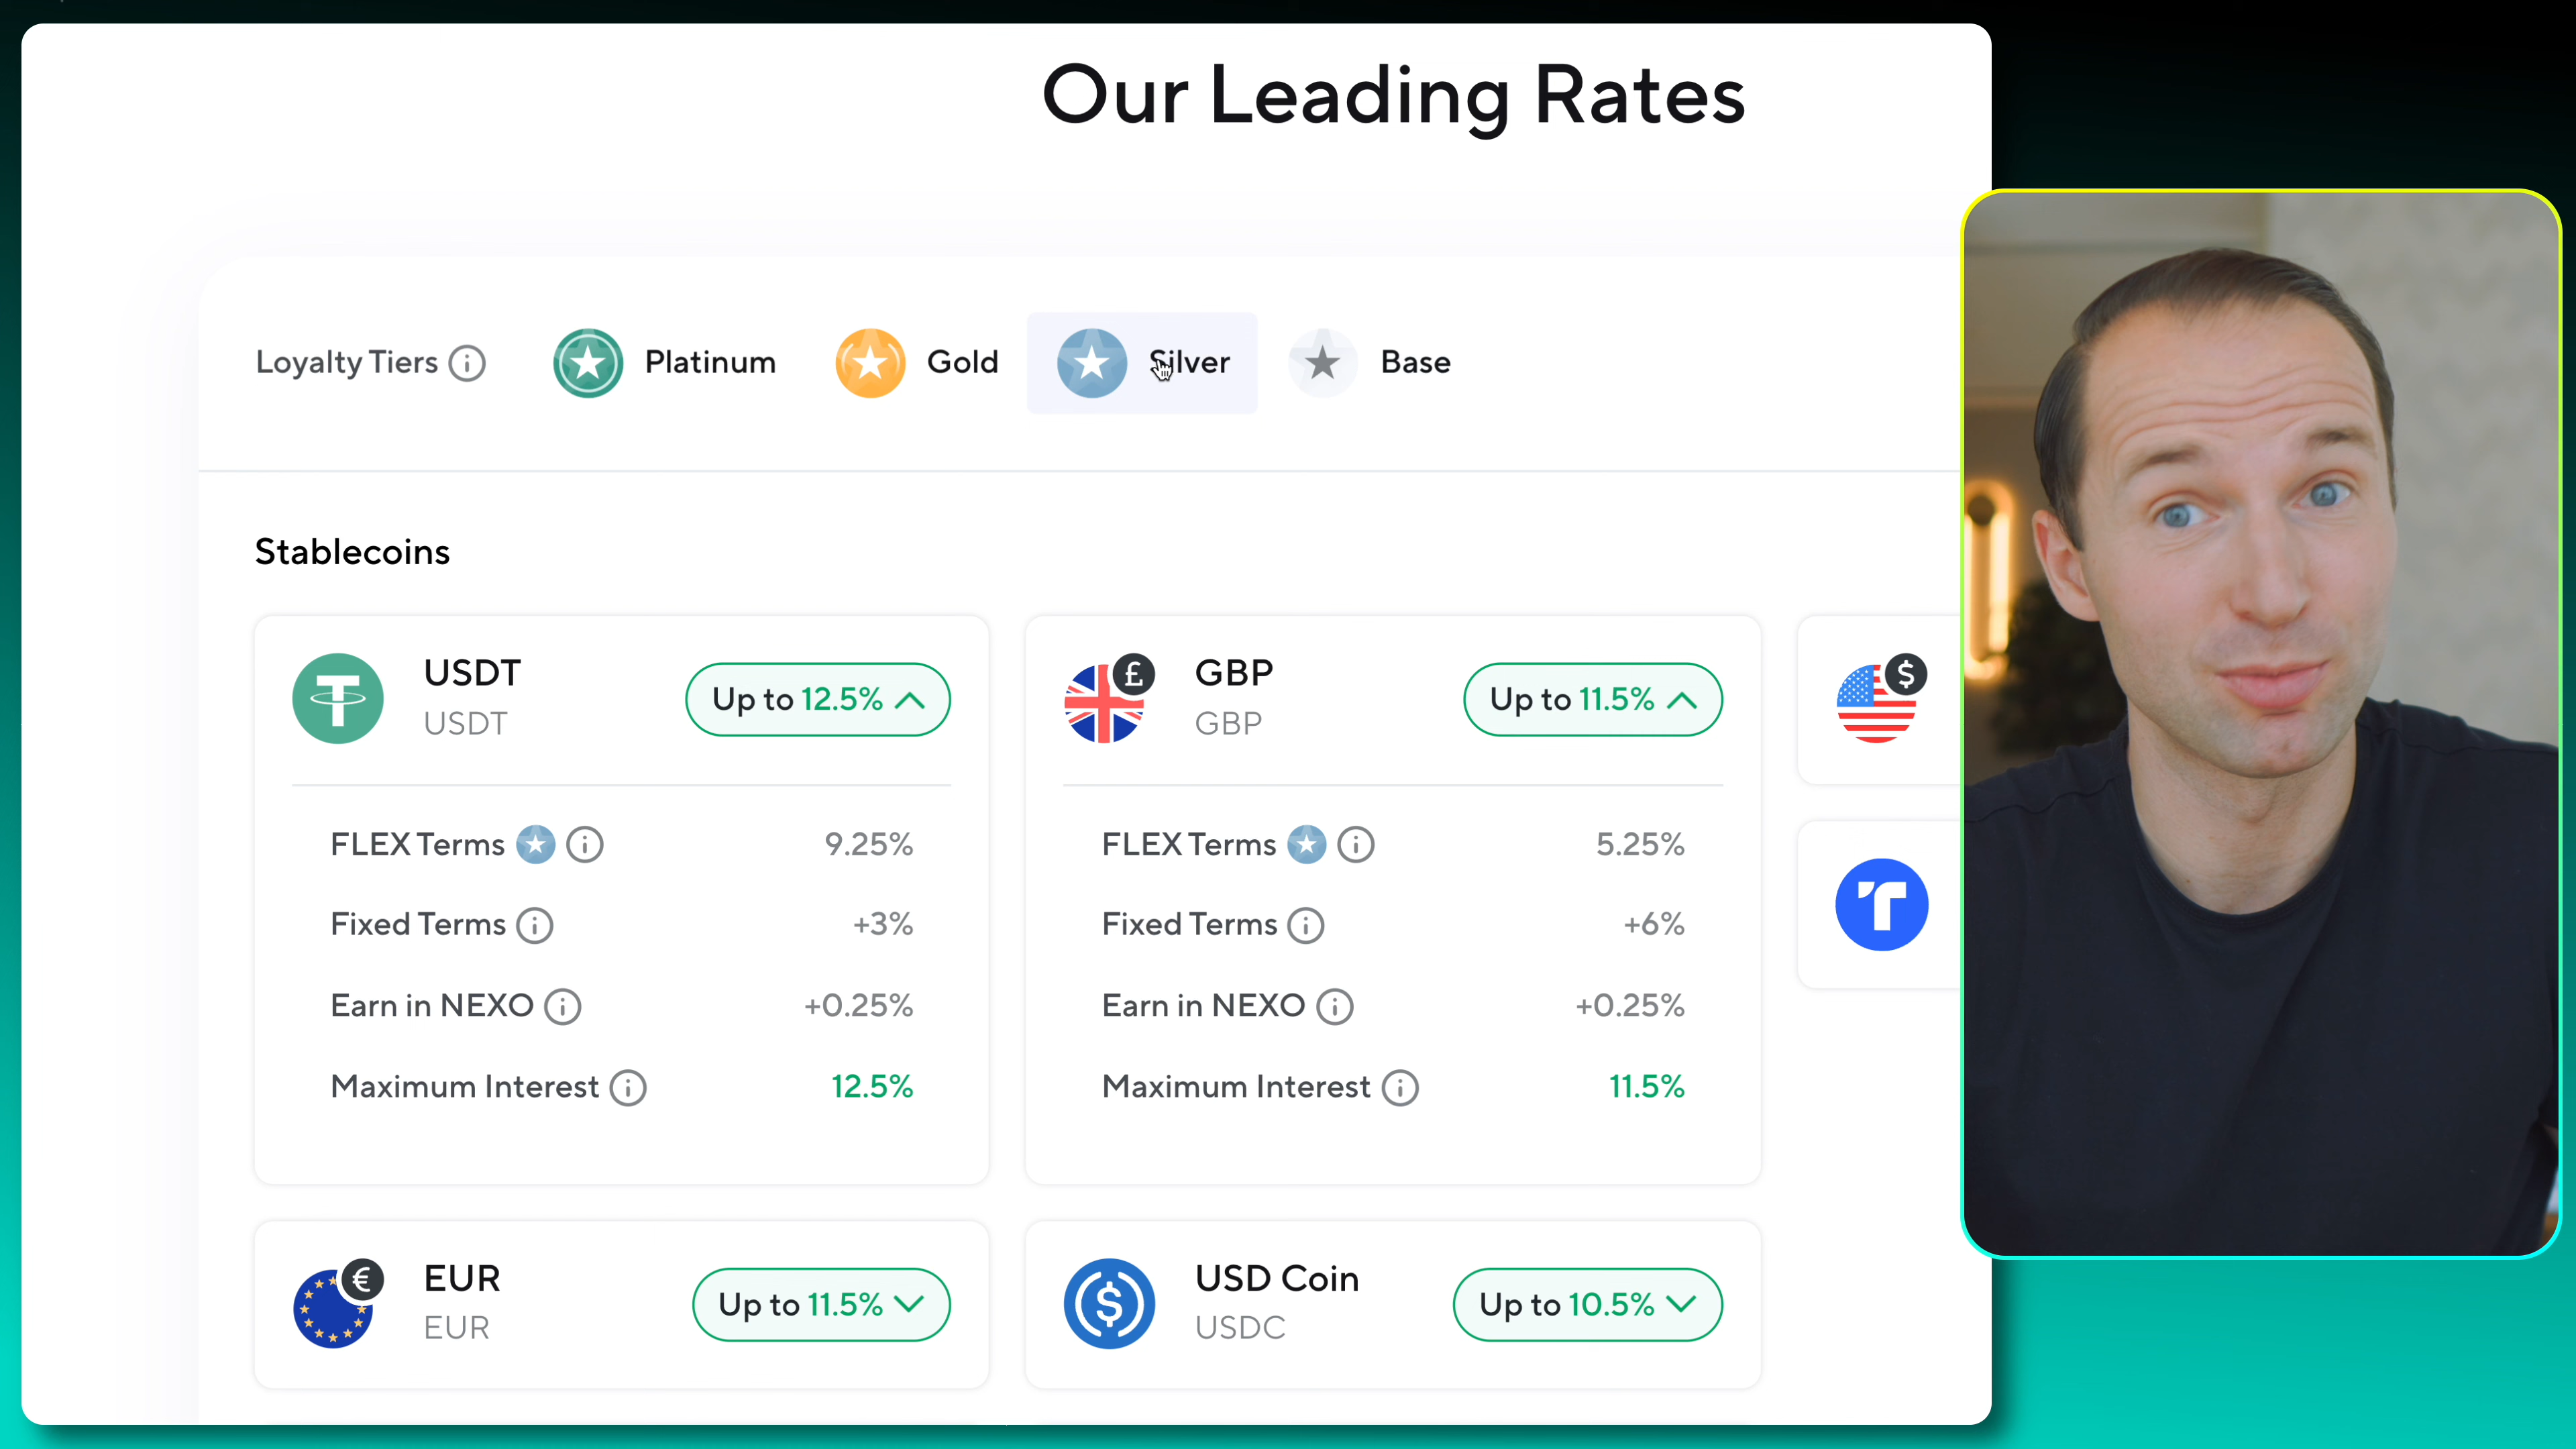 Our Leading Rates
Loyalty Tiers
Platinum
Gold
Silver
Base
Stablecoins
USDT
USDT
Up to 12.5%
FLEX Terms
9.25%
Fixed Terms
+3%
Earn in NEXO
+0.25%
Maximum Interest
12.5%
£
GBP
GBP
Up to 11.5%
FLEX Terms
5.25%
Fixed Terms
+6%
Earn in NEXO
+0.25%
Maximum Interest
11.5%
$
€
EUR
EUR
Up to 11.5%
$
USD Coin
USDC
Up to 10.5%